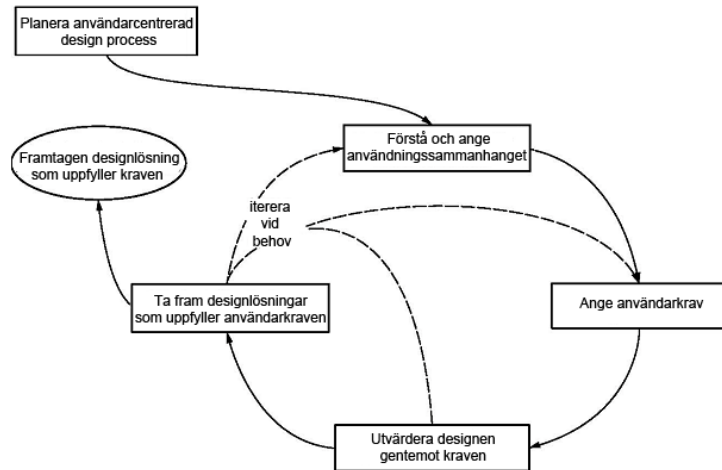 Planera användarcentrerad
design process
Förstå och ange
användningssammanhanget
Framtagen designlösning
som uppfyller kraven
iterera
vid
behov
Ta fram designlösningar
som uppfyller användarkraven
Ange användarkrav
Utvärdera designen
gentemot kraven